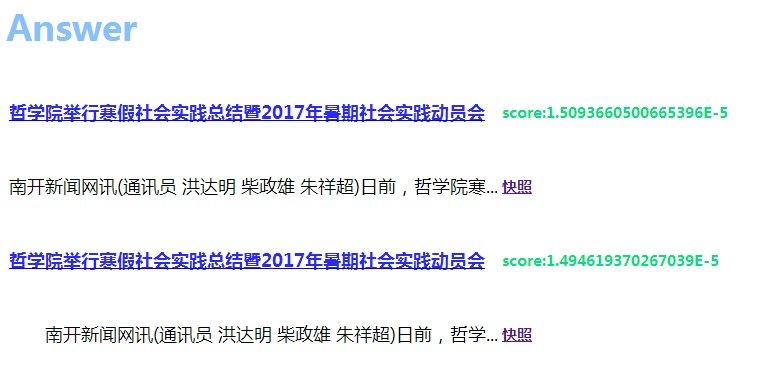 Answer
哲学院举行寒假社会实践总结暨2017年暑期社会实践动员会 score:1.5093660500665396E-5
南开新闻网讯(通讯员 洪达明 柴政雄 朱祥超)日前，哲学院寒... 快照
哲学院举行寒假社会实践总结暨2017年暑期社会实践动员会 score:1.494619370267039E-5
南开新闻网讯(通讯员 洪达明 柴政雄 朱祥超)日前，哲学... 快照